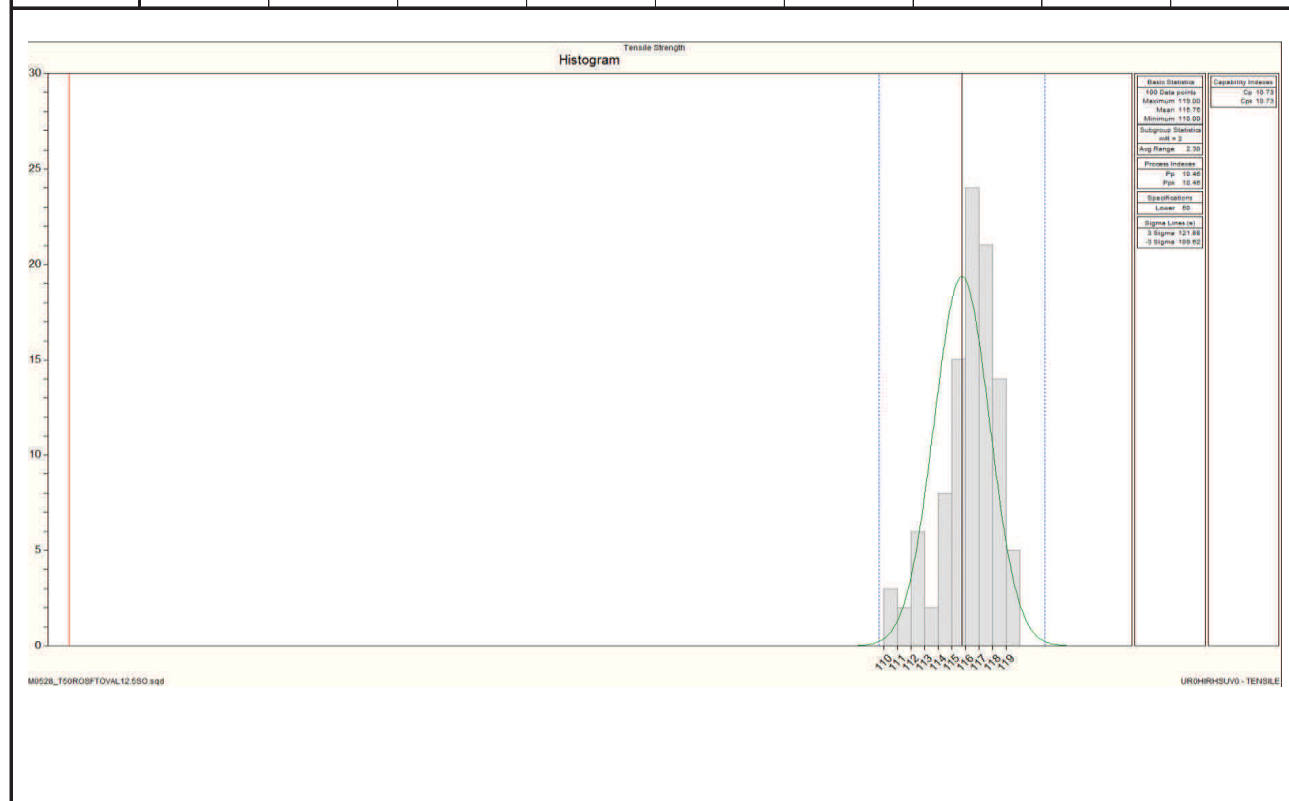 Tensile Strength
Histogram
30
25
20
15
10
5
0
110
111
112
113
114
115
116
117
118
119
Basic Statistics
100 Data points
Maximum 119.00
Mean 115.75
Minimum 110.00
Subgroup Statistics
mR = 2
Avg Range 2.30
Process Indexes
Pp 10.46
Ppk 10.46
Specifications
Lower 50
Sigma Lines (e)
3 Sigma 121.88
-3 Sigma 109.62
Capability Indexes
Cp 10.73
Cpk 10.73
M0528_T50ROSFTOVAL12.5SO.sqd
UR0HIRHSUV0 - TENSILE